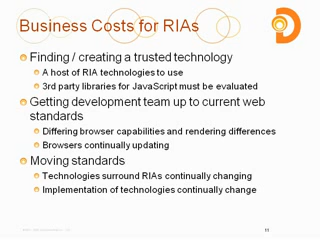 Business Costs for RIAs
Finding / creating a trusted technology
A host of RIA technologies to use
3rd party libraries for JavaScript must be evaluated
Getting development team up to current web
standards
Differing browser capabilities and rendering differences
Browsers continually updating
Moving standards
Technologies surround RIAs continually changing
Implementation of technologies continually change